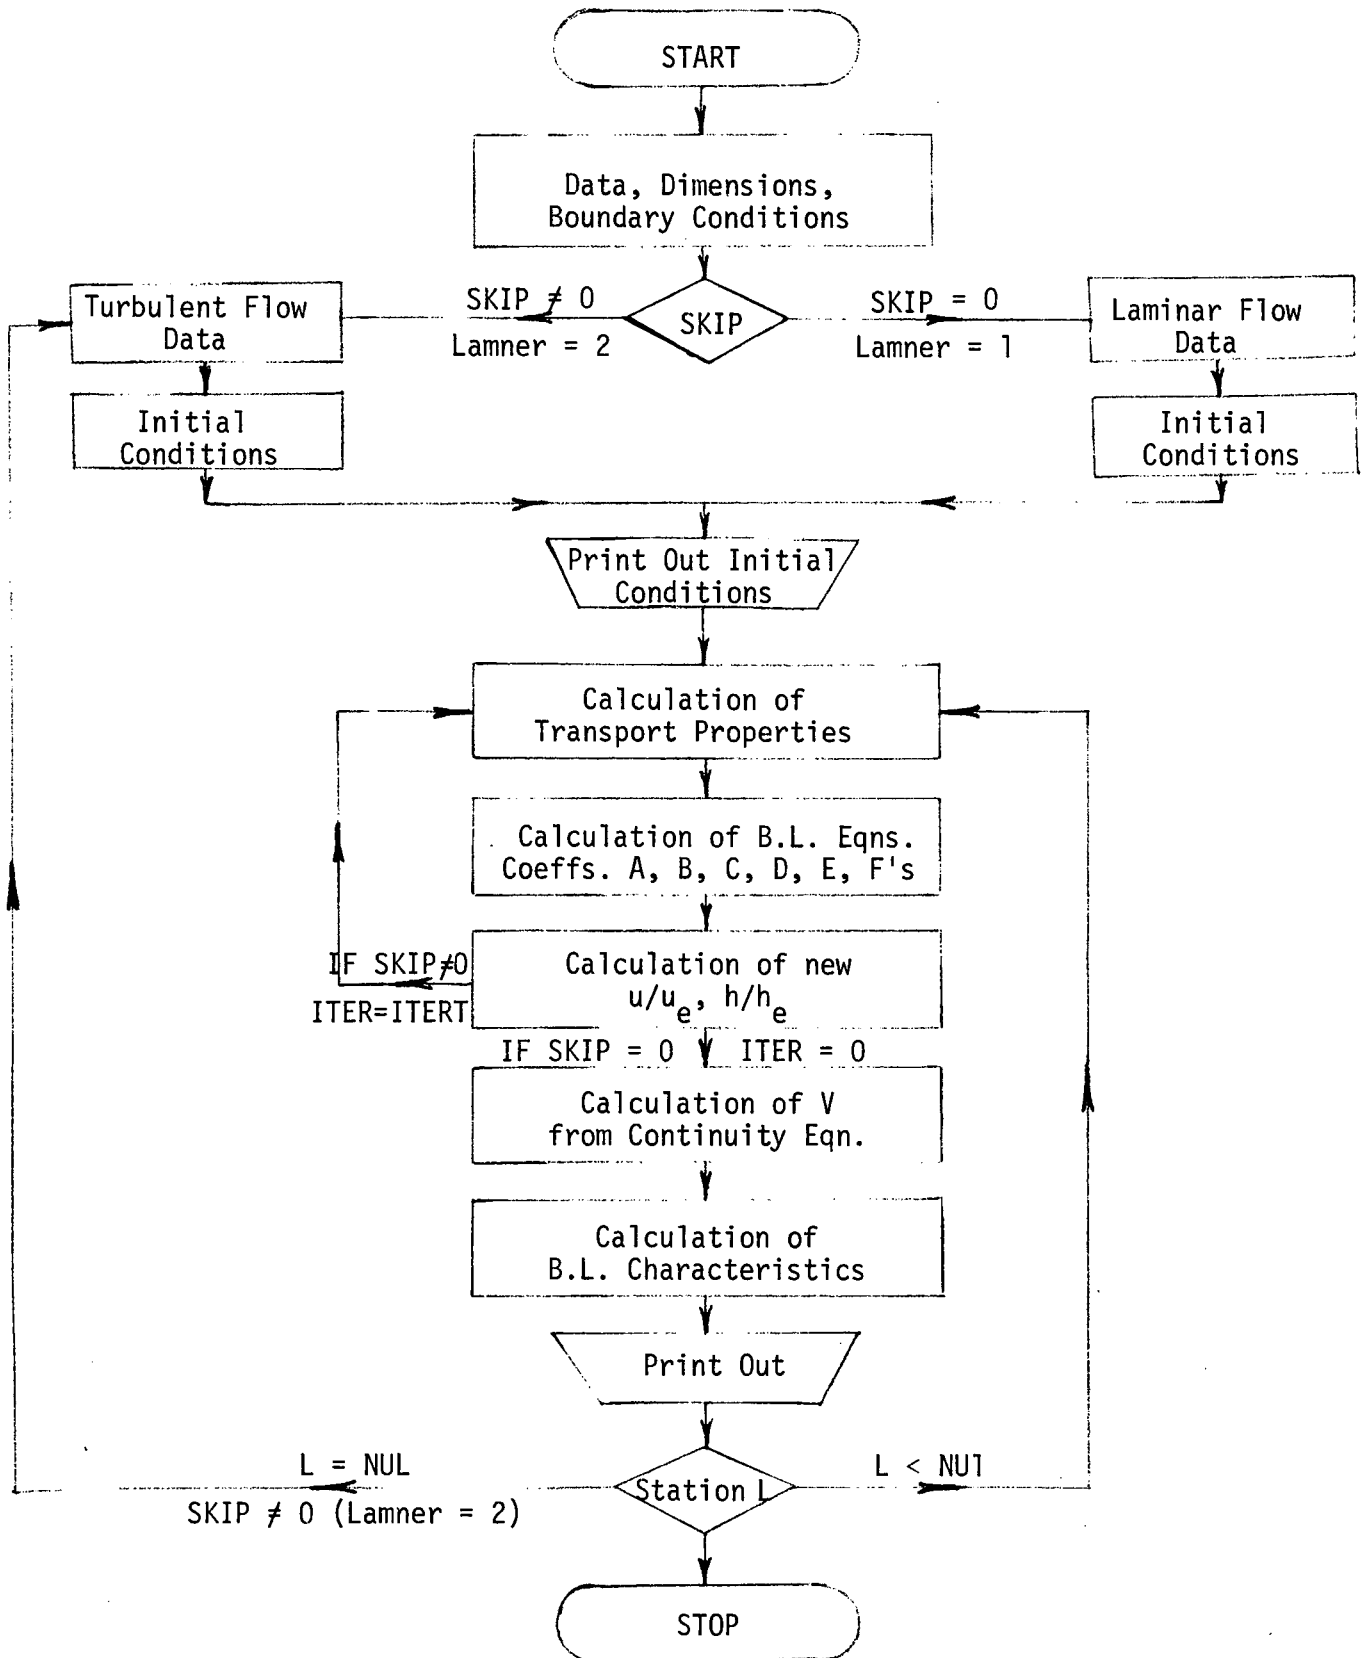 START
Data, Dimensions,
Boundary Conditions
SKIP ≠ 0
Lamner = 2
SKIP
SKIP = 0
Lamner = 1
Turbulent Flow
Data
Laminar Flow
Data
Initial
Conditions
Initial
Conditions
Print Out Initial
Conditions
Calculation of
Transport Properties
Calculation of B.L. Eqns.
Coeffs. A, B, C, D, E, F's
IF SKIP≠0
ITER=ITERT
Calculation of new
u/u_e, h/h_e
IF SKIP = 0 ITER = 0
Calculation of V
from Continuity Eqn.
Calculation of
B.L. Characteristics
Print Out
L = NUL
SKIP ≠ 0 (Lamner = 2)
Station L
L < NUl
STOP